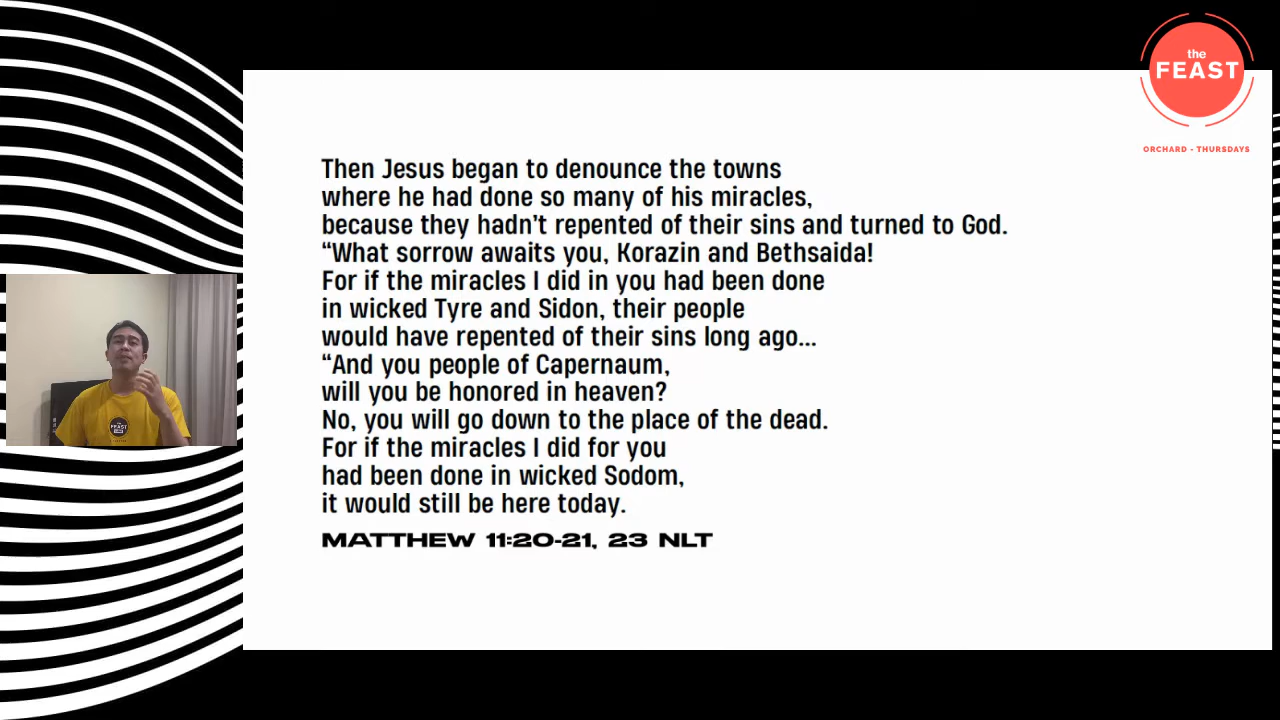 the
FEAST
ORCHARD - THURSDAYS
Then Jesus began to denounce the towns
where he had done so many of his miracles,
because they hadn’t repented of their sins and turned to God.
“What sorrow awaits you, Korazin and Bethsaida!
For if the miracles I did in you had been done
in wicked Tyre and Sidon, their people
would have repented of their sins long ago...
“And you people of Capernaum,
will you be honored in heaven?
No, you will go down to the place of the dead.
For if the miracles I did for you
had been done in wicked Sodom,
it would still be here today.
MATTHEW 11:20-21, 23 NLT
FEAST